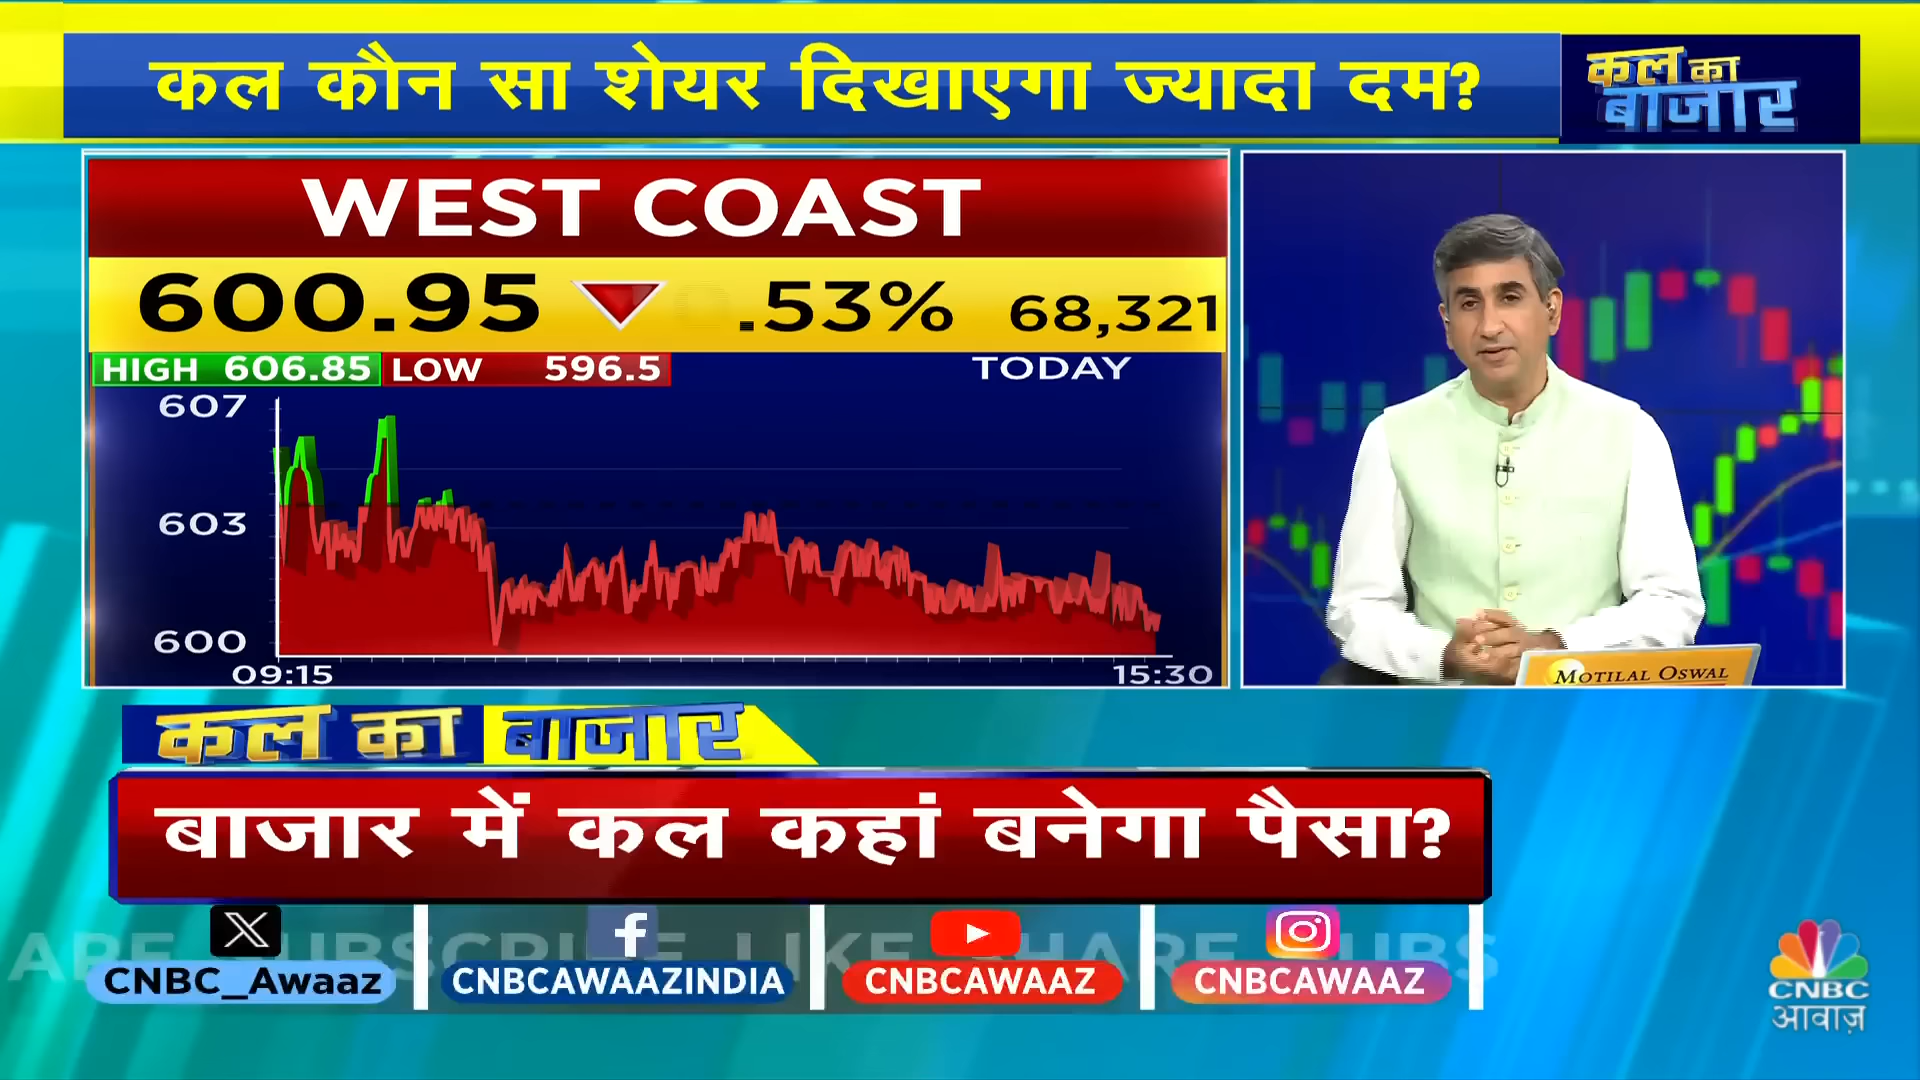 कल कौन सा शेयर दिखाएगा ज्यादा दम?
कल का
बाजार
WEST COAST
600.95 .53% 68,321
HIGH 606.85 LOW 596.5 TODAY
607
603
600
09:15 15:30
MOTILAL OSWAL
कल का बाजार
बाजार में कल कहां बनेगा पैसा?
CNBC_Awaaz CNBCAWAAZINDIA CNBCAWAAZ CNBCAWAAZ
CNBC
आवाज़